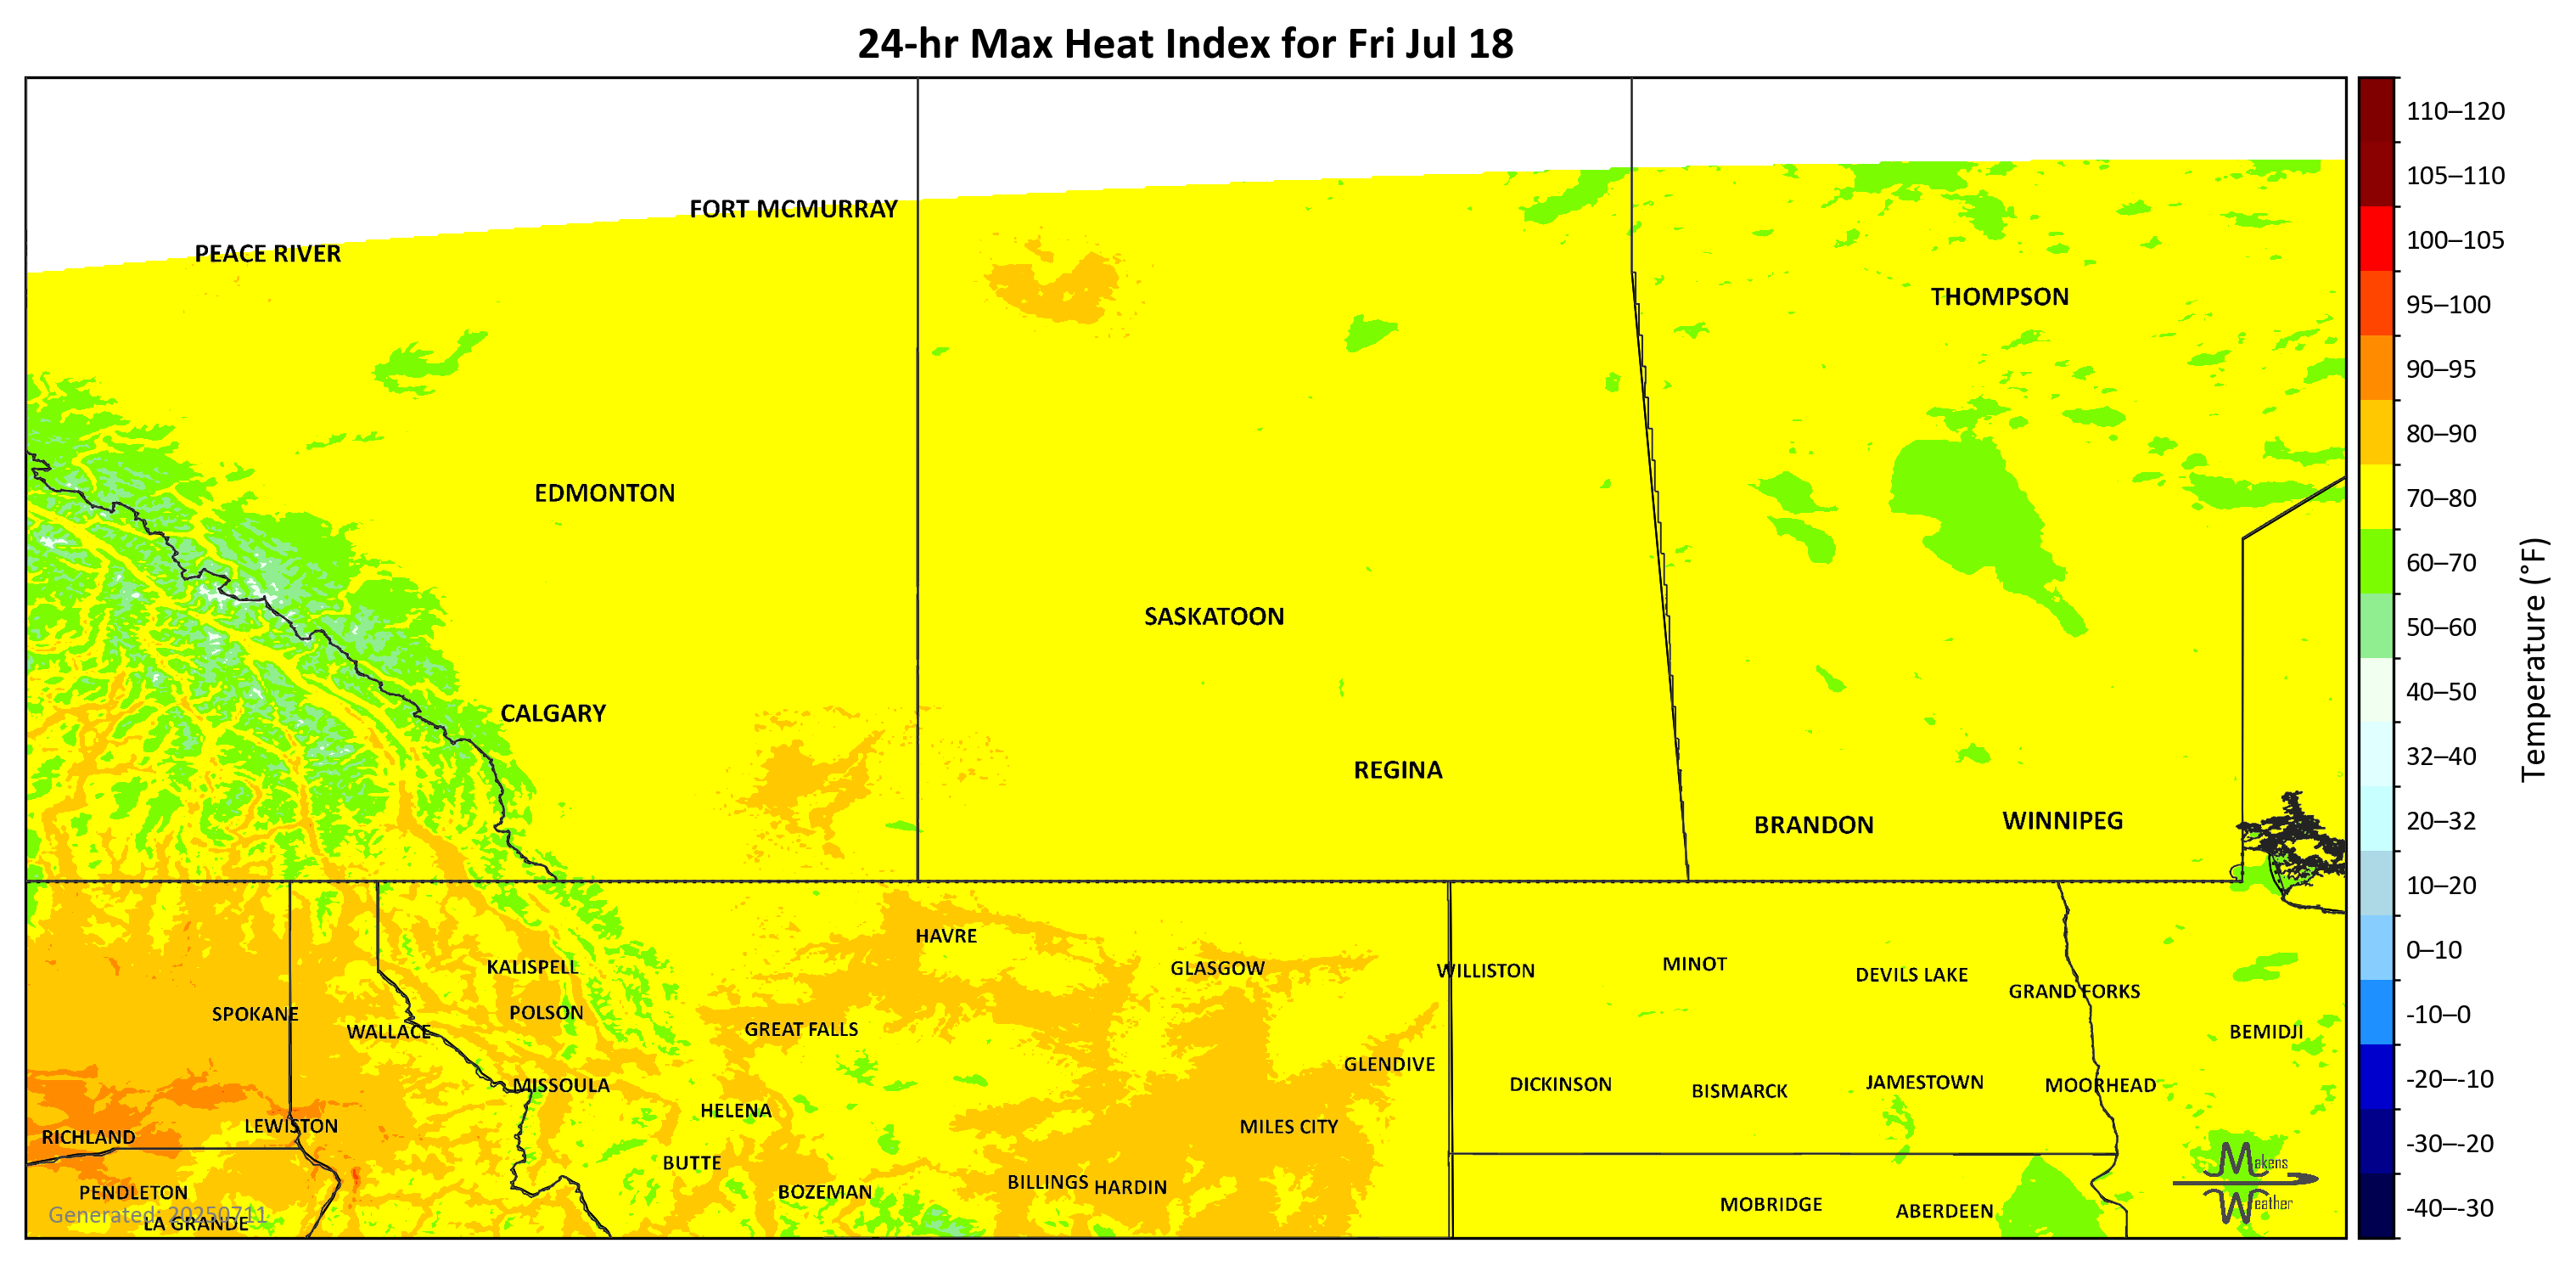 24-hr Max Heat Index for Fri Jul 18
FORT MCMURRAY
PEACE RIVER
THOMPSON
EDMONTON
SASKATOON
CALGARY
REGINA
BRANDON
WINNIPEG
HAVRE
KALISPELL
GLASGOW
WILLISTON
MINOT
DEVILS LAKE
GRAND FORKS
SPOKANE
POLSON
WALLACE
GREAT FALLS
BEMIDJI
GLENDIVE
MISSOULA
DICKINSON
BISMARCK
JAMESTOWN
MOORHEAD
HELENA
LEWISTON
MILES CITY
RICHLAND
BUTTE
PENDLETON
BOZEMAN
BILLINGS
HARDIN
MOBRIDGE
ABERDEEN
Generated: 20250711
LA GRANDE
Makens
Weather
110–120
105–110
100–105
95–100
90–95
80–90
70–80
60–70
50–60
40–50
32–40
20–32
10–20
0–10
-10–0
-20–-10
-30–-20
-40–-30
Temperature (°F)